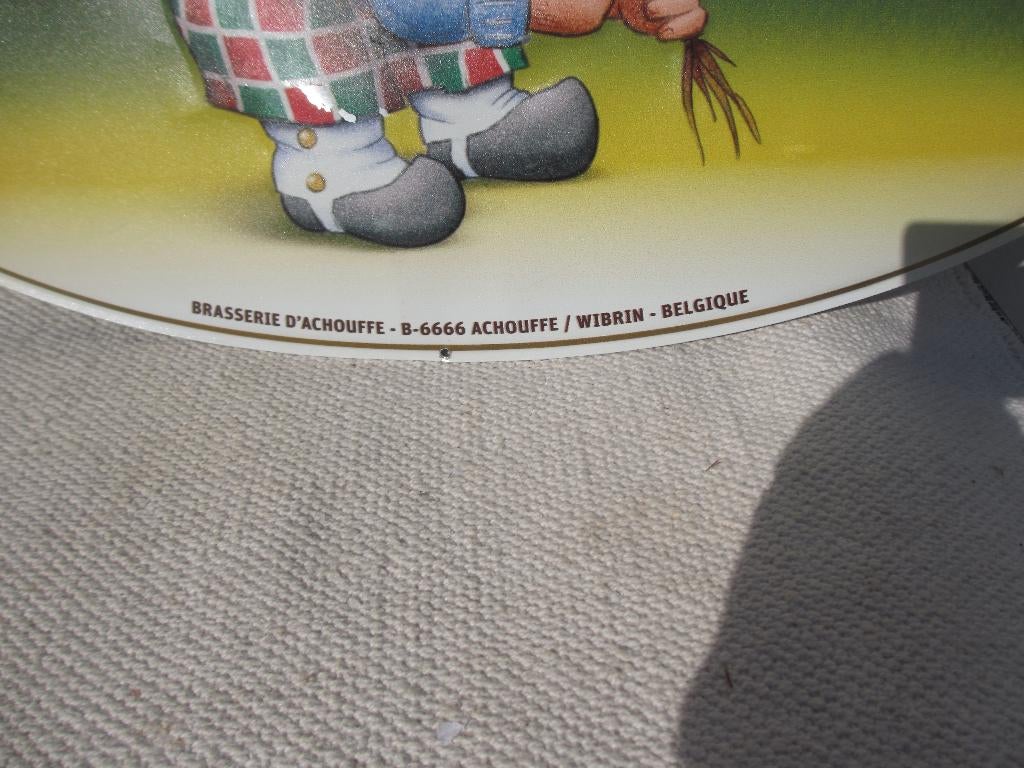 BRASSERIE D'ACHOUFFE - B-6666 ACHOUFFE / WIBRIN - BELGIQUE